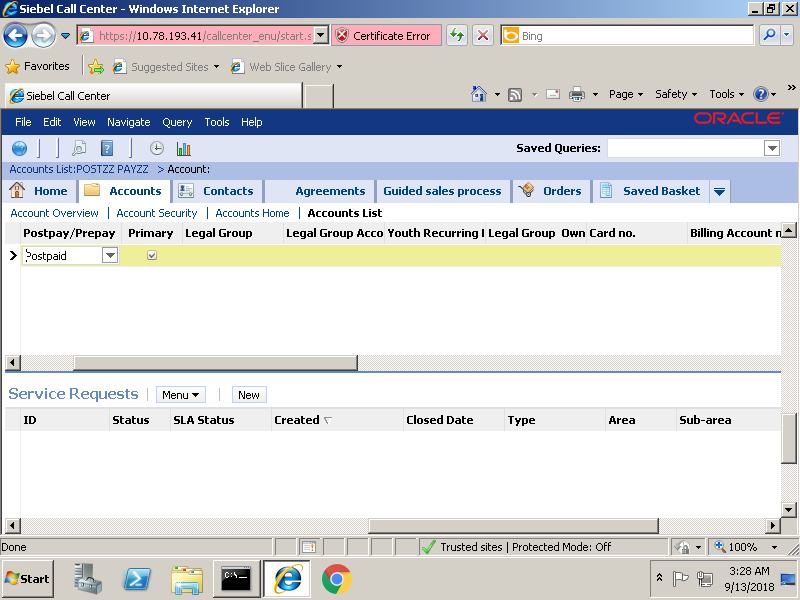 Siebel Call Center - Windows Internet Explorer
https://10.78.193.41/callcenter_enu/start.s
Certificate Error
Bing
Favorites
Suggested Sites
Web Slice Gallery
Siebel Call Center
Page
Safety
Tools
»
File Edit View Navigate Query Tools Help
ORACLE
Saved Queries:
Accounts List:POSTZZ PAYZZ > Account:
Home Accounts Contacts Agreements Guided sales process Orders Saved Basket
Account Overview | Account Security | Accounts Home | Accounts List
Postpay/Prepay Primary Legal Group Legal Group Acco Youth Recurring Legal Group Own Card no. Billing Account
Postpaid
Service Requests
Menu
New
ID Status SLA Status Created Closed Date Type Area Sub-area
Done
Trusted sites | Protected Mode: Off
100%
Start
C:\.
3:28 AM
9/13/2018